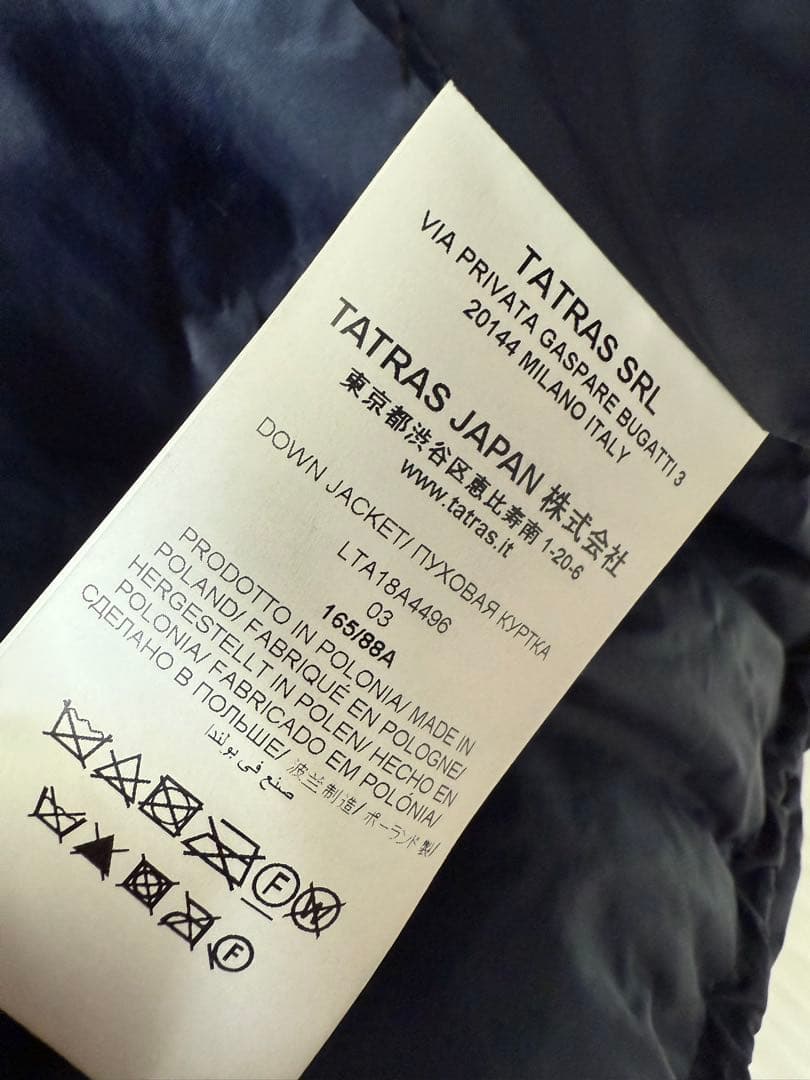 TATRAS SRL
VIA PRIVATA GASPARE BUGATTI 3
20144 MILANO ITALY
TATRAS JAPAN 株式会社
東京都渋谷区恵比寿南 1-20-6
www.tatras.it
DOWN JACKET/ ПУХОВАЯ КУРТКА
LTA18A4496
03
165/88A
PRODOTTO IN POLONIA/ MADE IN
POLAND/ FABRIQUÉ EN POLOGNE/
HERGESTELLT IN POLEN/ HECHO EN
POLONIA/ FABRICADO EM POLÓNIA/
СДЕЛАНО В ПОЛЬШЕ/ 波兰制造/ ポーランド製/
صنع في بولندا
F W
F